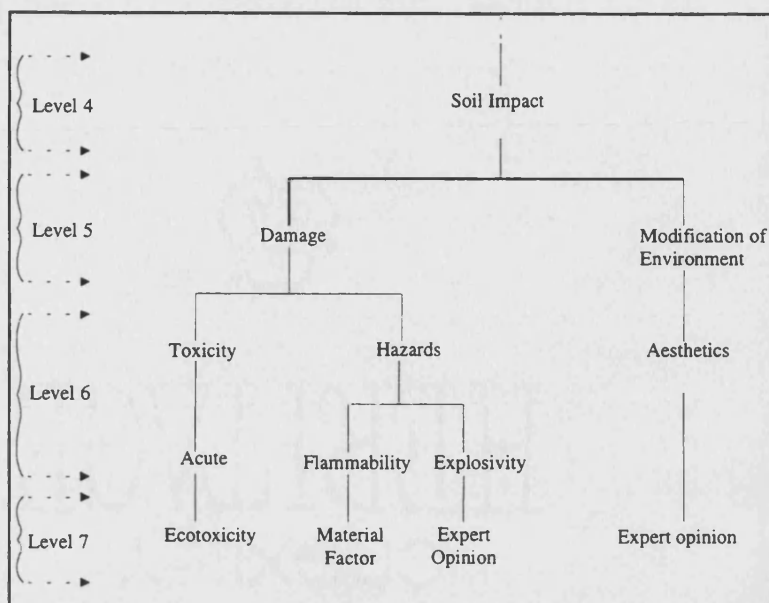 Level 4
Soil Impact
Level 5
Damage
Modification of
Environment
Toxicity
Hazards
Aesthetics
Level 6
Acute
Flammability
Explosivity
Level 7
Ecotoxicity
Material
Factor
Expert
Opinion
Expert opinion